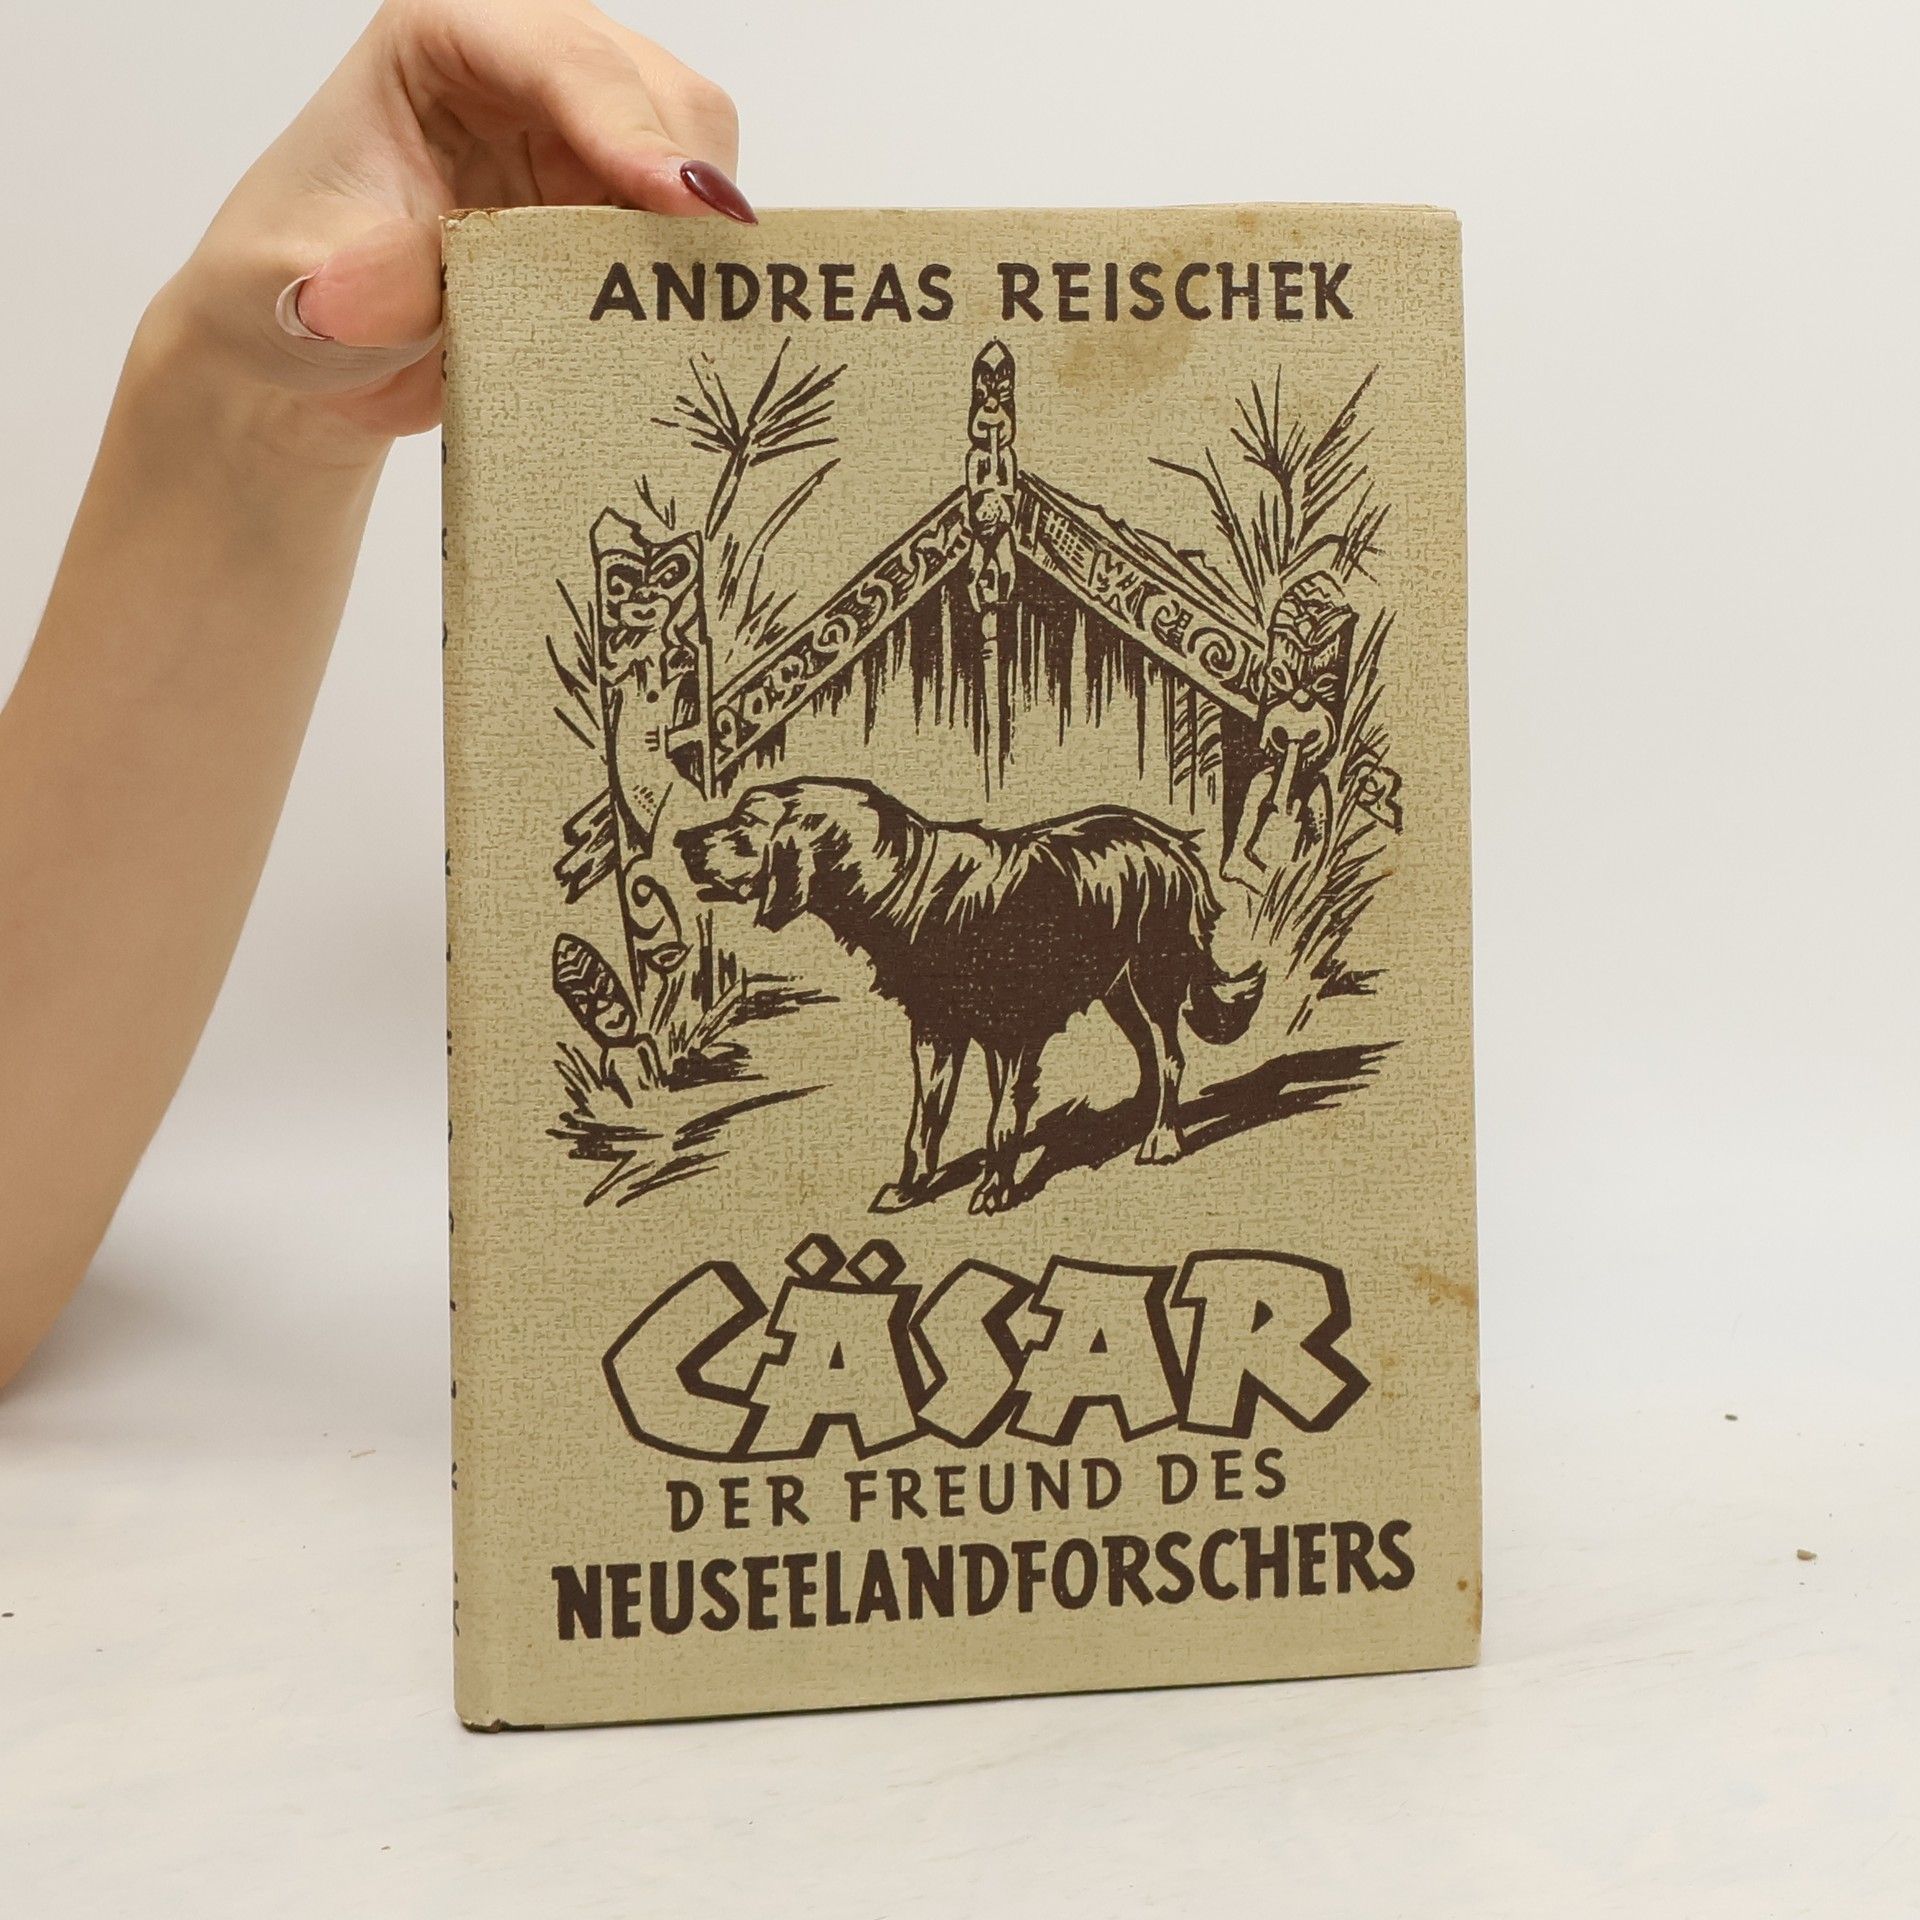 ANDREAS REISCHEK
CÄSAR
DER FREUND DES
NEUSEELANDFORSCHERS